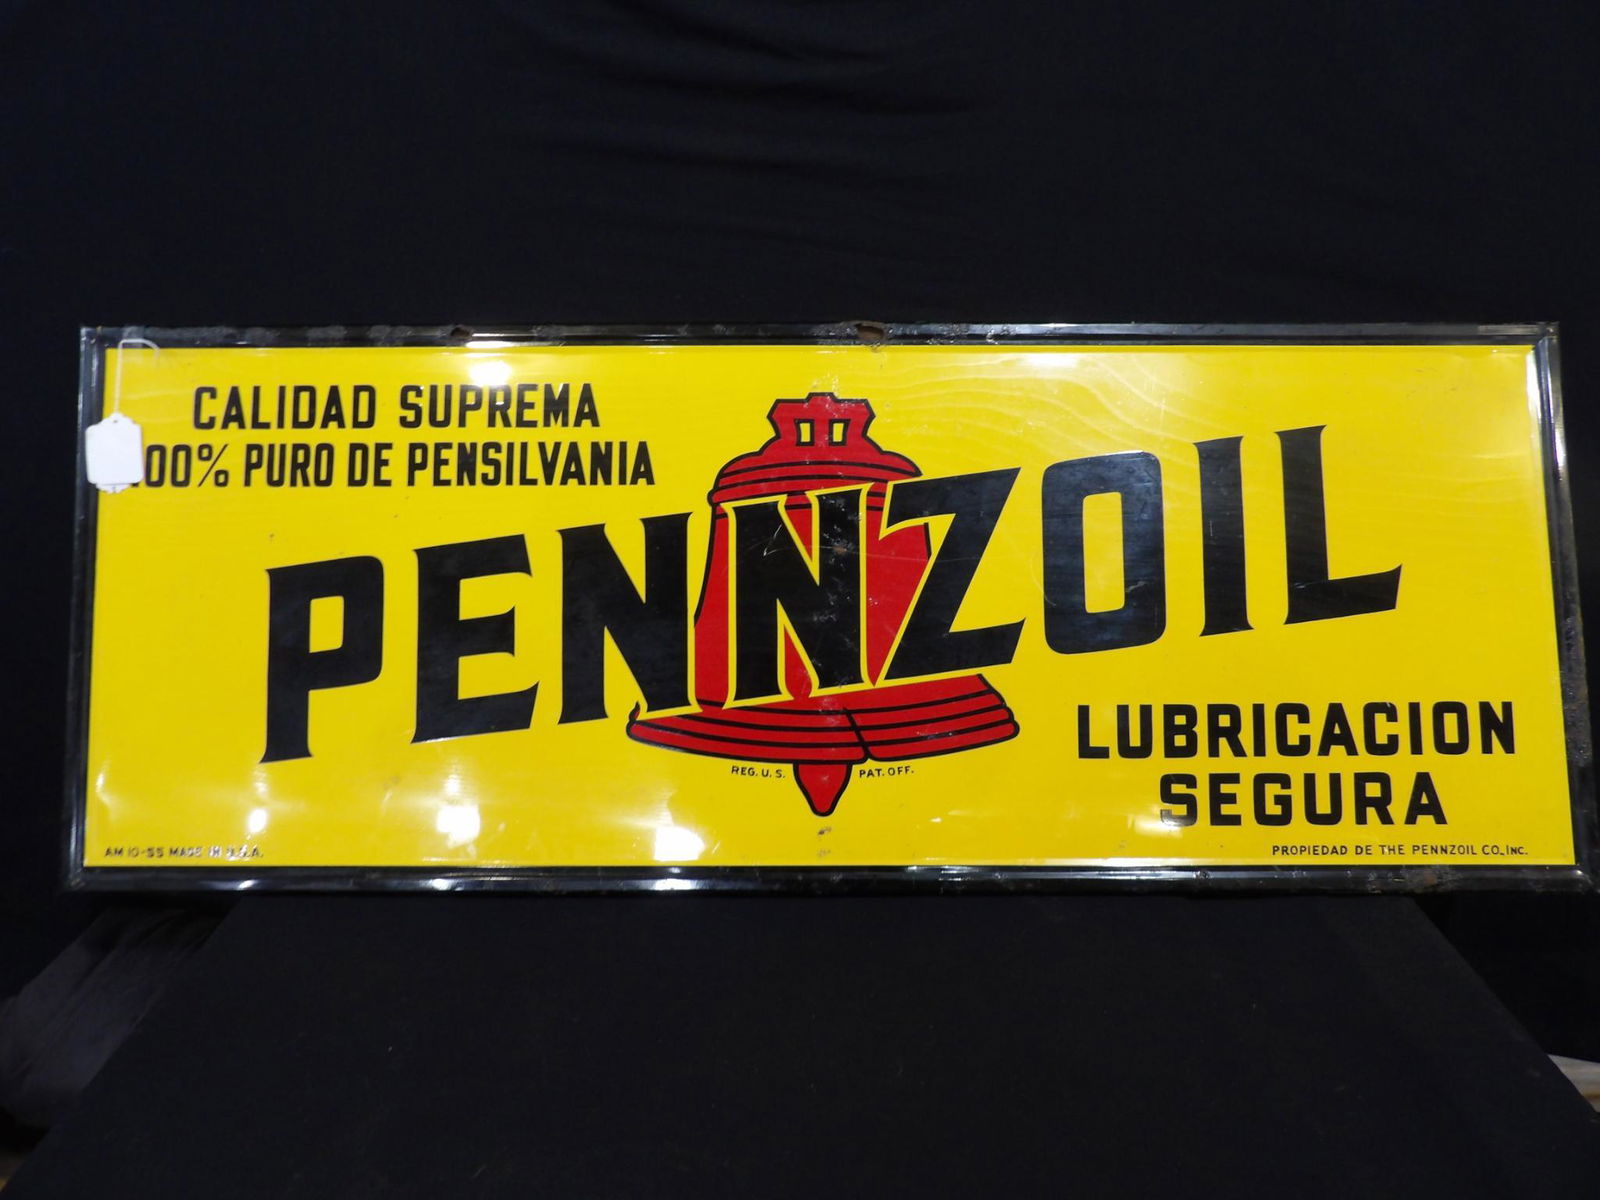 CALIDAD SUPREMA
00% PURO DE PENSILVANIA
PENNZOIL
REG. U. S. PAT. OFF.
LUBRICACION
SEGURA
AM 10-55 MADE IN U.S.A.
PROPIEDAD DE THE PENNZOIL CO., INC.